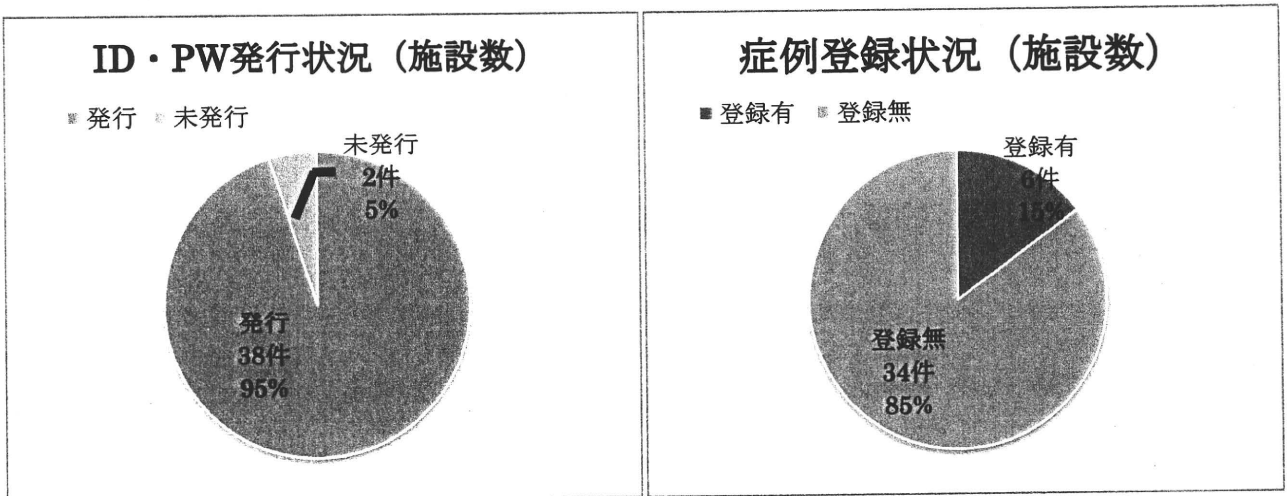 ID・PW発行状況（施設数）
発行 未発行
未発行
2件
5%
発行
38件
95%
症例登録状況（施設数）
登録有 登録無
登録有
6件
15%
登録無
34件
85%